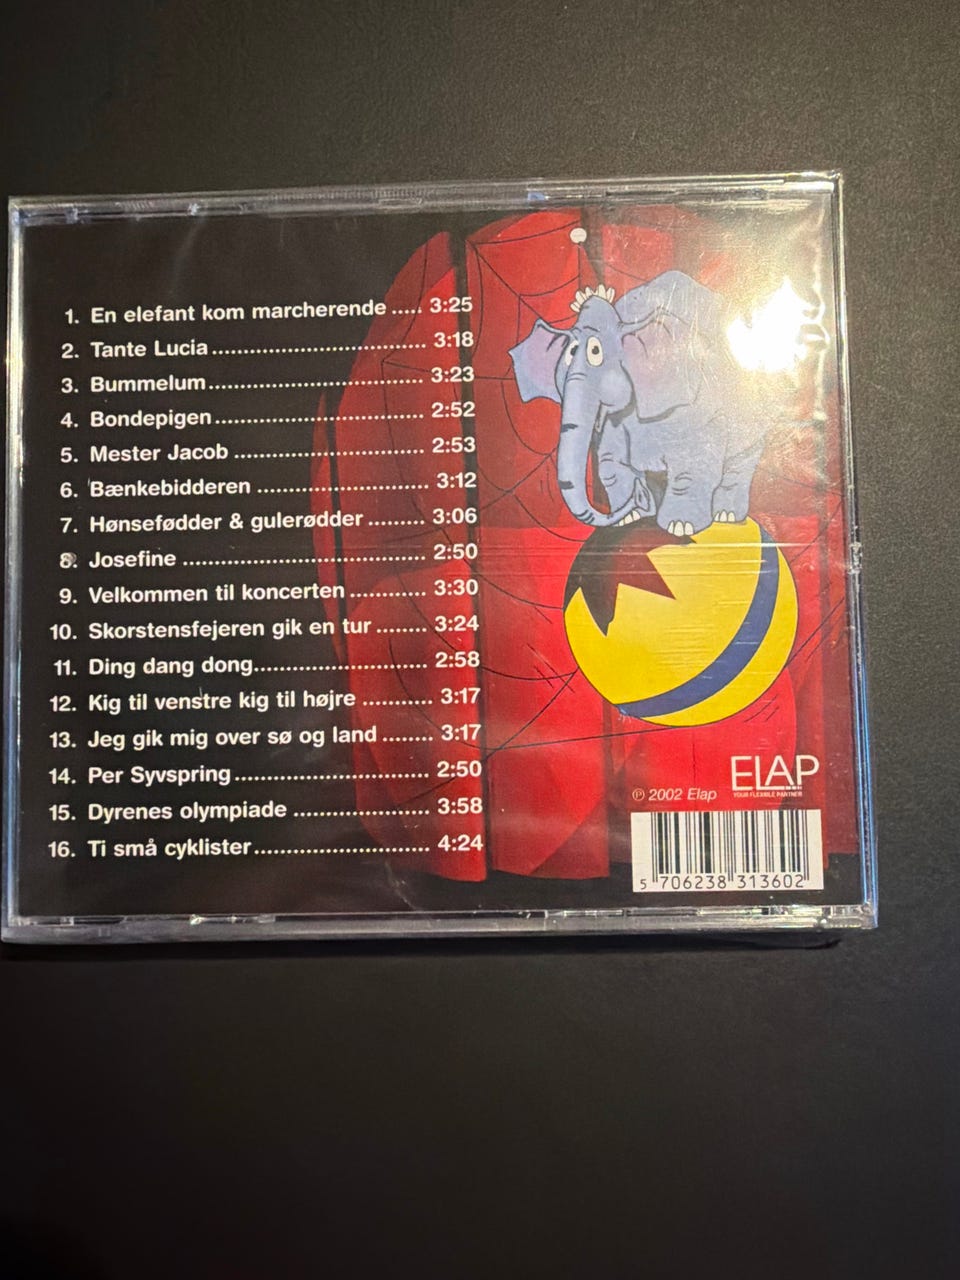 1. En elefant kom marcherende ..... 3:25
2. Tante Lucia .............................. 3:18
3. Bummelum .............................. 3:23
4. Bondepigen ............................. 2:52
5. Mester Jacob .......................... 2:53
6. Bænkebidderen ........................ 3:12
7. Hønsefødder & gulerødder ......... 3:06
8. Josefine .................................. 2:50
9. Velkommen til koncerten ............ 3:30
10. Skorstensfejeren gik en tur ........ 3:24
11. Ding dang dong ........................ 2:58
12. Kig til venstre kig til højre ........... 3:17
13. Jeg gik mig over sø og land ........ 3:17
14. Per Syvspring ........................... 2:50
15. Dyrenes olympiade ................... 3:58
16. Ti små cyklister ......................... 4:24
ELAP
YOUR FLEXIBLE PARTNER
℗ 2002 Elap
5 706238 313602